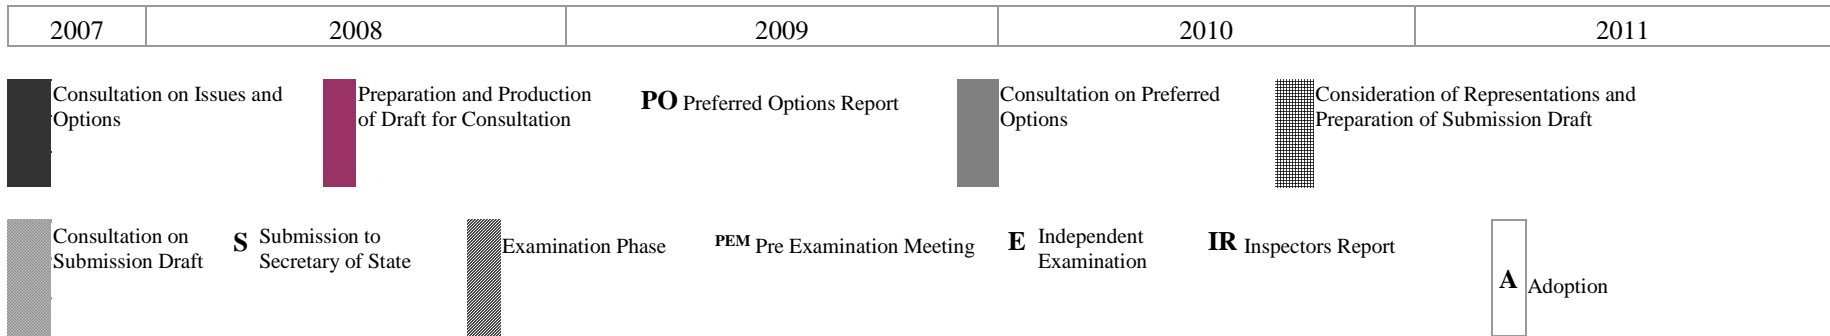 2007 2008 2009 2010 2011
Consultation on Issues and
Options
Preparation and Production
of Draft for Consultation
PO Preferred Options Report
Consultation on Preferred
Options
Consideration of Representations and
Preparation of Submission Draft
Consultation on
Submission Draft
S Submission to
Secretary of State
Examination Phase
PEM Pre Examination Meeting
E Independent
Examination
IR Inspectors Report
A Adoption